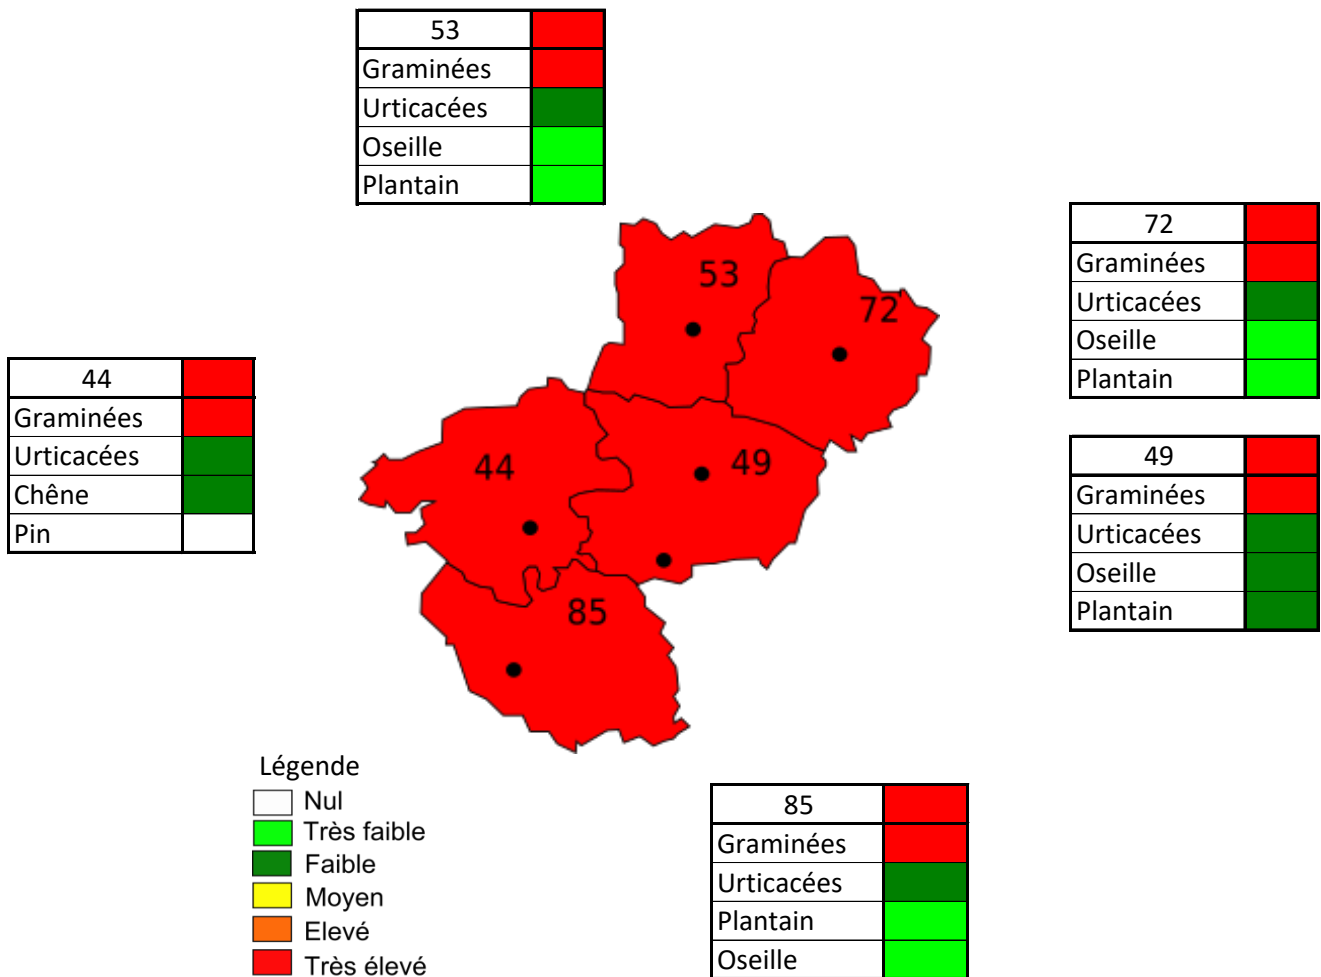 53
Graminées
Urticacées
Oseille
Plantain
72
Graminées
Urticacées
Oseille
Plantain
44
Graminées
Urticacées
Chêne
Pin
53
72
44
49
85
49
Graminées
Urticacées
Oseille
Plantain
Légende
Nul
Très faible
Faible
Moyen
Elevé
Très élevé
85
Graminées
Urticacées
Plantain
Oseille